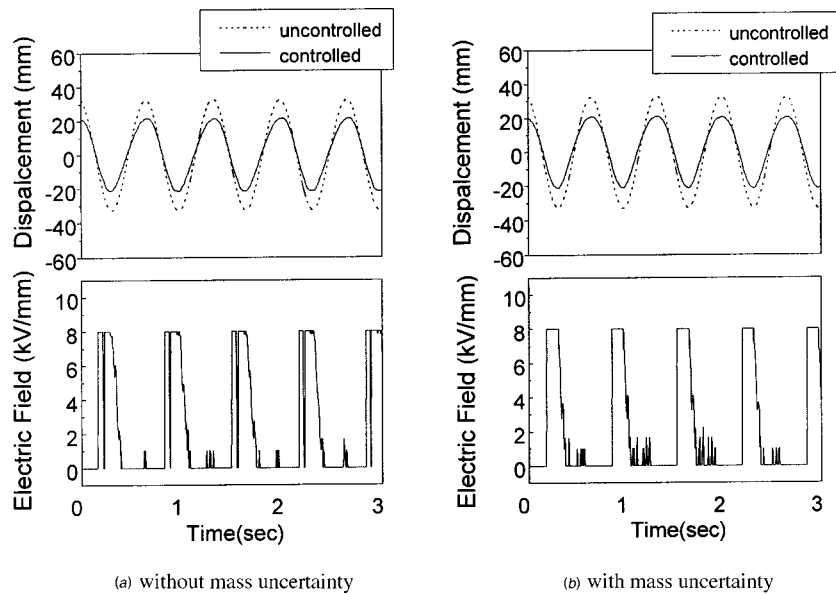 uncontrolled
controlled
Dispalcement (mm)
60
40
20
0
-20
-40
-60
Electric Field (kV/mm)
10
8
6
4
2
0
0
1
2
3
Time(sec)
(a) without mass uncertainty
uncontrolled
controlled
Dispalcement (mm)
60
40
20
0
-20
-40
-60
Electric Field (kV/mm)
10
8
6
4
2
0
0
1
2
3
Time(sec)
(b) with mass uncertainty